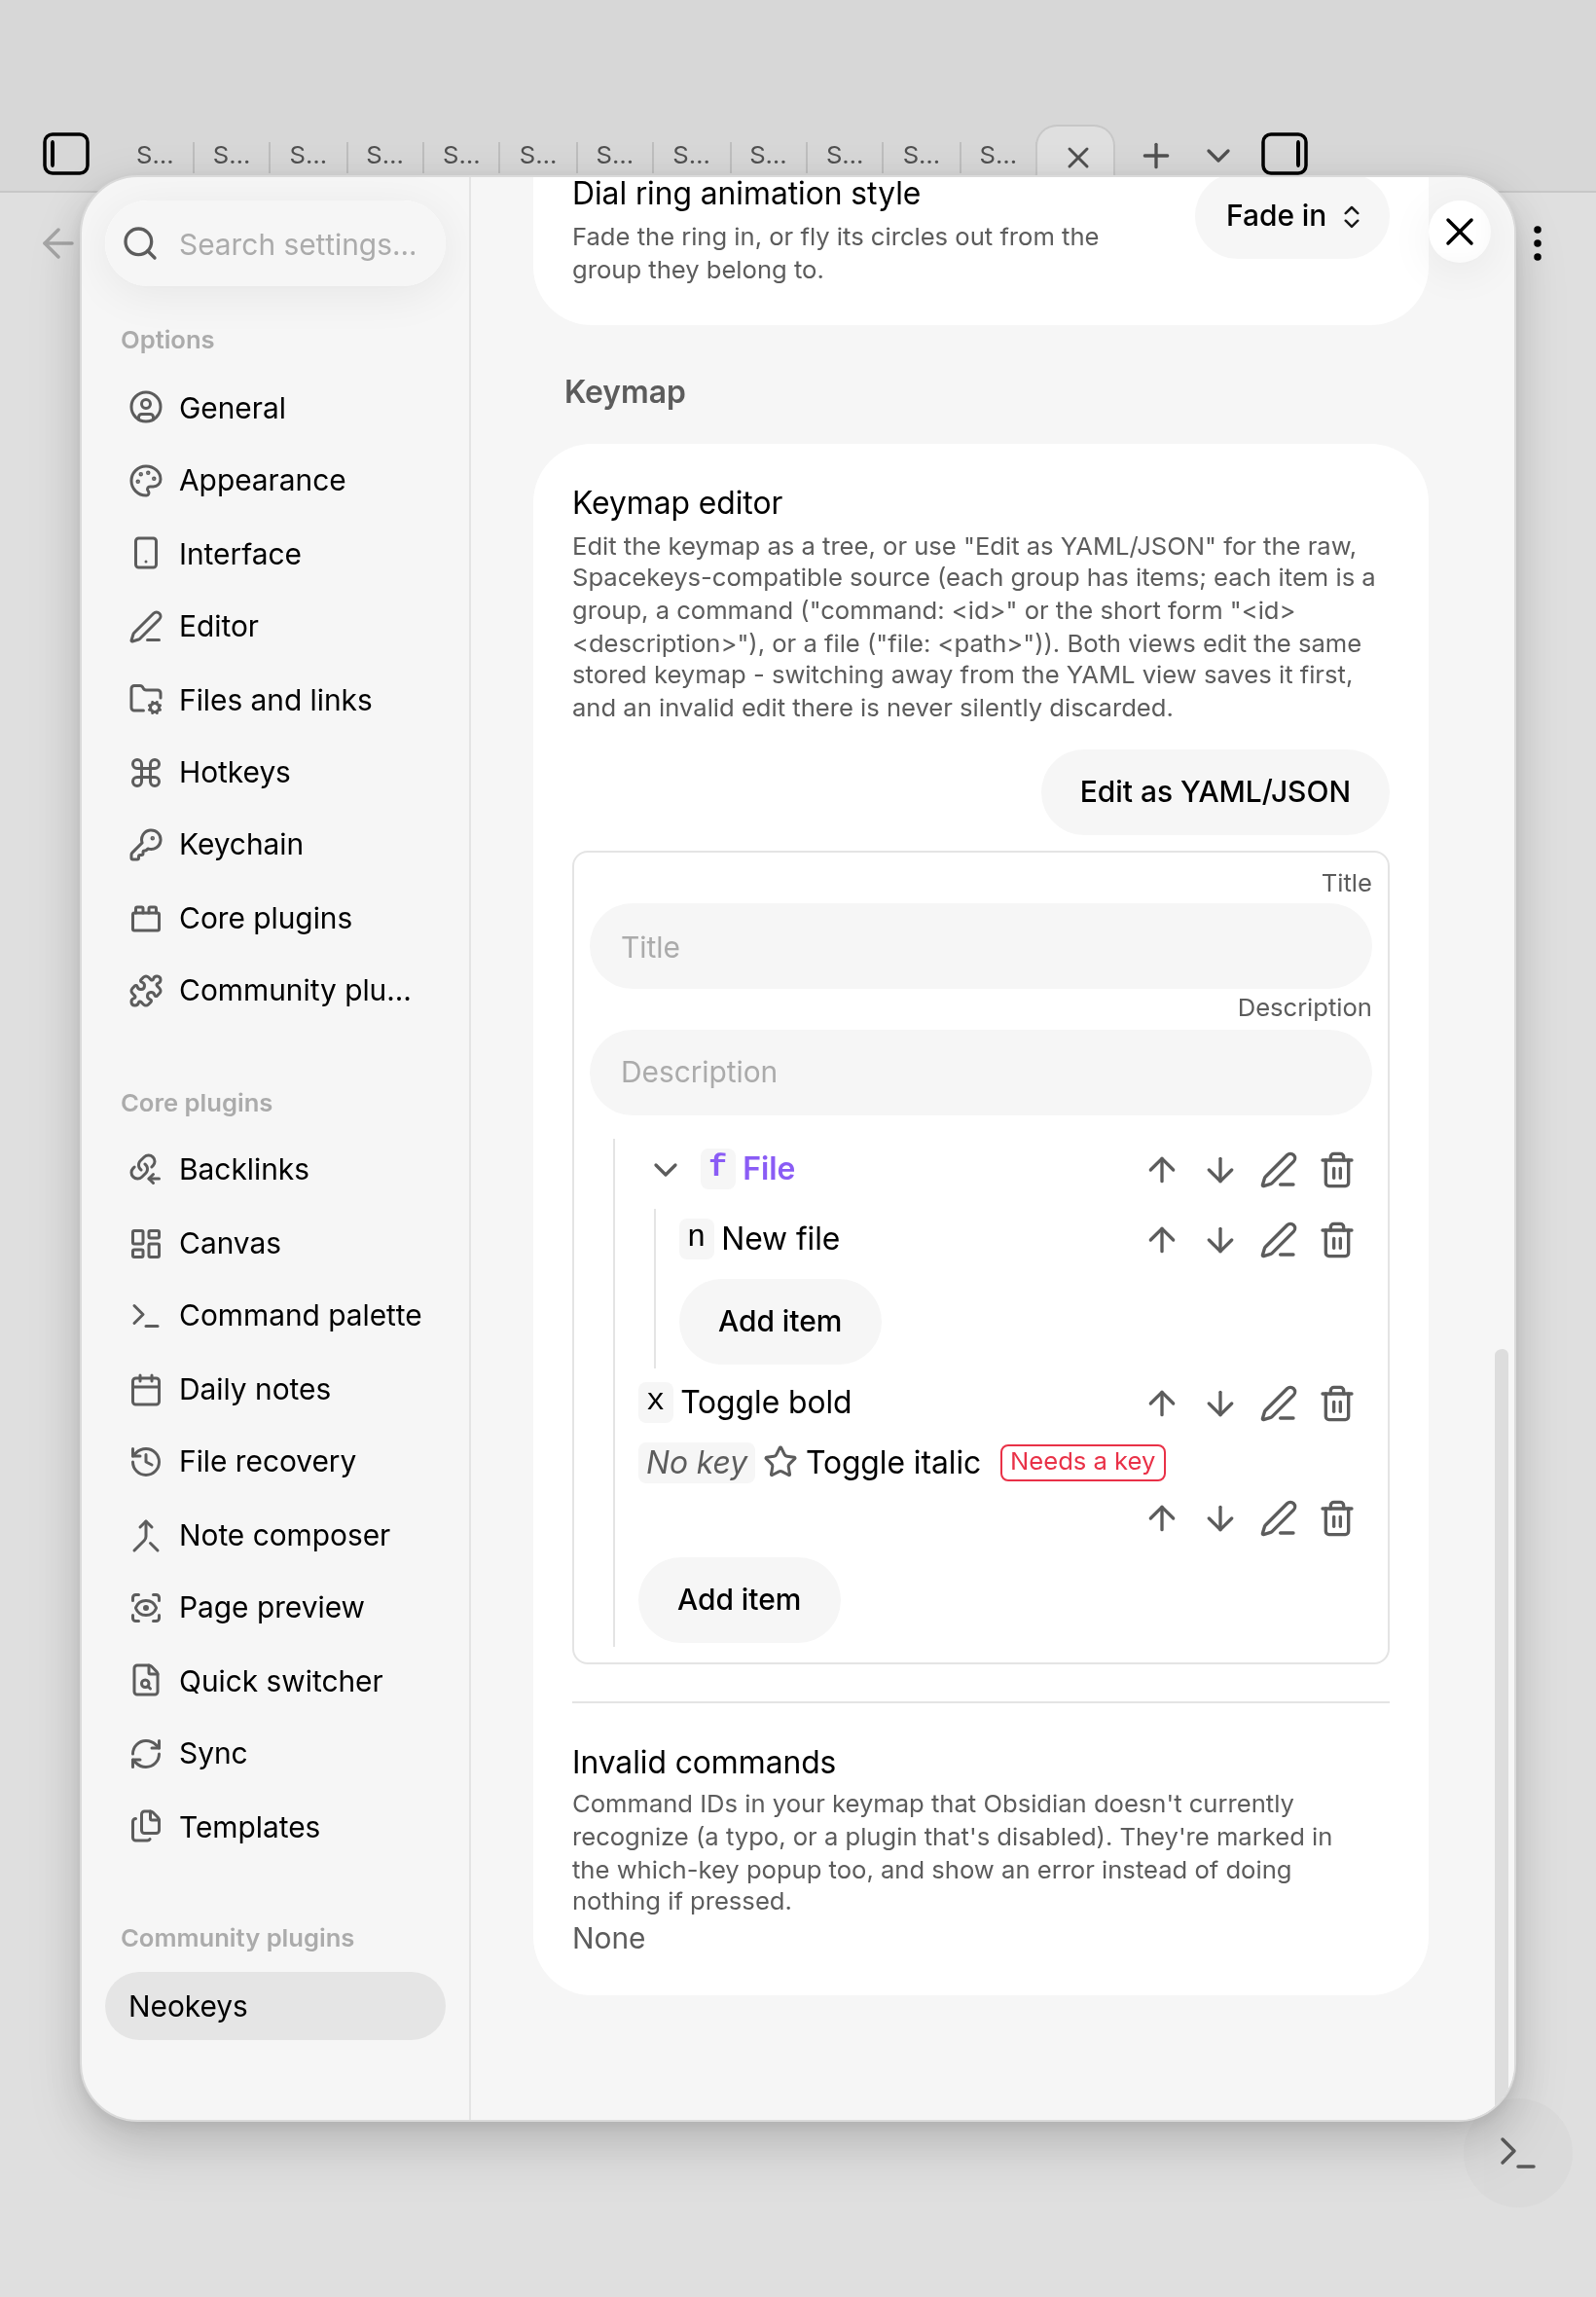 S...
S...
S...
S...
S...
S...
S...
S...
S...
S...
S...
S...
Search settings...
Options
General
Appearance
Interface
Editor
Files and links
Hotkeys
Keychain
Core plugins
Community plu...
Core plugins
Backlinks
Canvas
Command palette
Daily notes
File recovery
Note composer
Page preview
Quick switcher
Sync
Templates
Community plugins
Neokeys
Dial ring animation style
Fade the ring in, or fly its circles out from the
group they belong to.
Fade in
Keymap
Keymap editor
Edit the keymap as a tree, or use "Edit as YAML/JSON" for the raw,
Spacekeys-compatible source (each group has items; each item is a
group, a command ("command: <id>" or the short form "<id>
<description>"), or a file ("file: <path>")). Both views edit the same
stored keymap - switching away from the YAML view saves it first,
and an invalid edit there is never silently discarded.
Edit as YAML/JSON
Title
Title
Description
Description
f File
n New file
Add item
x Toggle bold
No key Toggle italic Needs a key
Add item
Invalid commands
Command IDs in your keymap that Obsidian doesn't currently
recognize (a typo, or a plugin that's disabled). They're marked in
the which-key popup too, and show an error instead of doing
nothing if pressed.
None